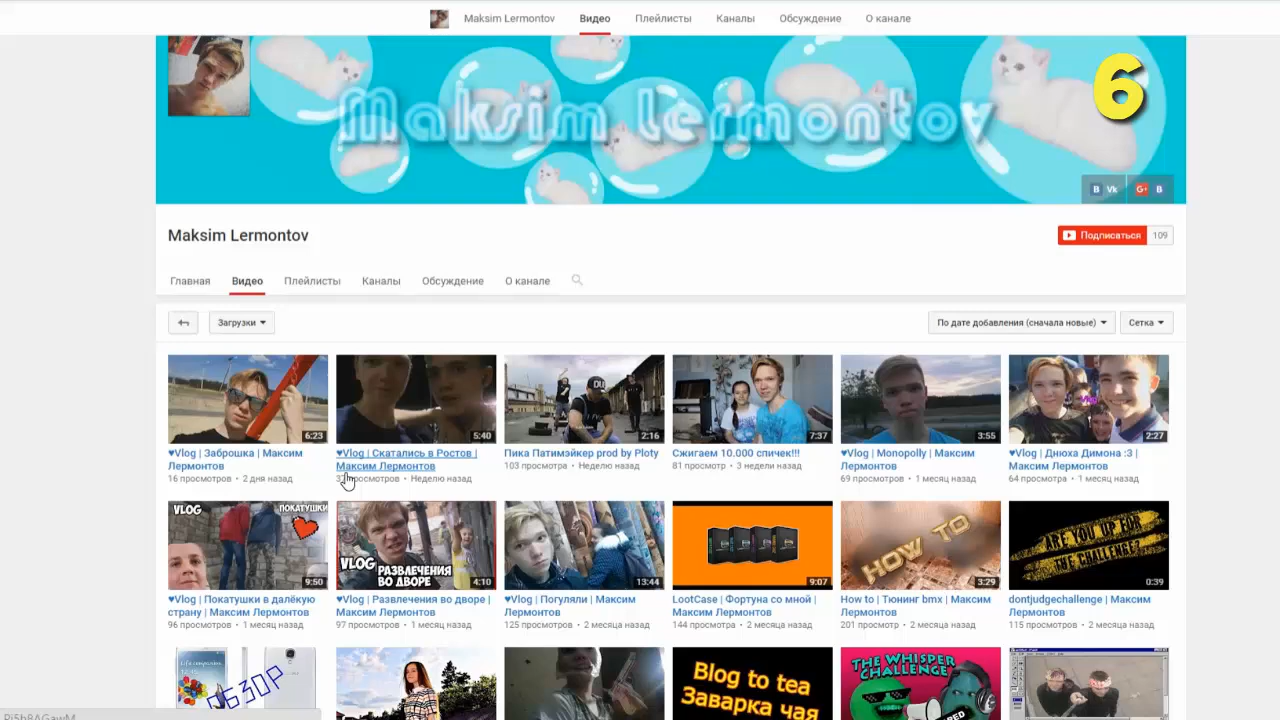 Maksim Lermontov Видео Плейлисты Каналы Обсуждение О канале
6
Maksim Lermontov
B Vk G+ B
Maksim Lermontov
Подписаться 109
Главная Видео Плейлисты Каналы Обсуждение О канале
Загрузки По дате добавления (сначала новые) Сетка
6:23 5:40 2:16 7:37 3:55 2:27
♥Vlog | Заброшка | Максим Лермонтов
16 просмотров • 2 дня назад
♥Vlog | Скатались в Ростов | Максим Лермонтов
просмотров • Неделю назад
Пика Патимэйкер prod by Ploty
103 просмотра • Неделю назад
Сжигаем 10.000 спичек!!!
81 просмотр • 3 недели назад
♥Vlog | Monopolly | Максим Лермонтов
69 просмотров • 1 месяц назад
♥Vlog | Днюха Димона :3 | Максим Лермонтов
64 просмотра • 1 месяц назад
VLOG ПОКАТУШКИ 9:50
VLOG РАЗВЛЕЧЕНИЯ ВО ДВОРЕ 4:10
13:44
9:07
HOW TO 3:29
ARE YOU UP FOR THE CHALLENGE? 0:39
♥Vlog | Покатушки в далёкую страну | Максим Лермонтов
96 просмотров • 1 месяц назад
♥Vlog | Развлечения во дворе | Максим Лермонтов
97 просмотров • 1 месяц назад
♥Vlog | Погуляли | Максим Лермонтов
125 просмотров • 2 месяца назад
LootCase | Фортуна со мной | Максим Лермонтов
144 просмотра • 2 месяца назад
How to | Тюнинг bmx | Максим Лермонтов
201 просмотр • 2 месяца назад
dontjudgechallenge | Максим Лермонтов
115 просмотров • 2 месяца назад
ОБЗОР
Blog to tea
Заварка чая
THE WHISPER
CHALLENGE